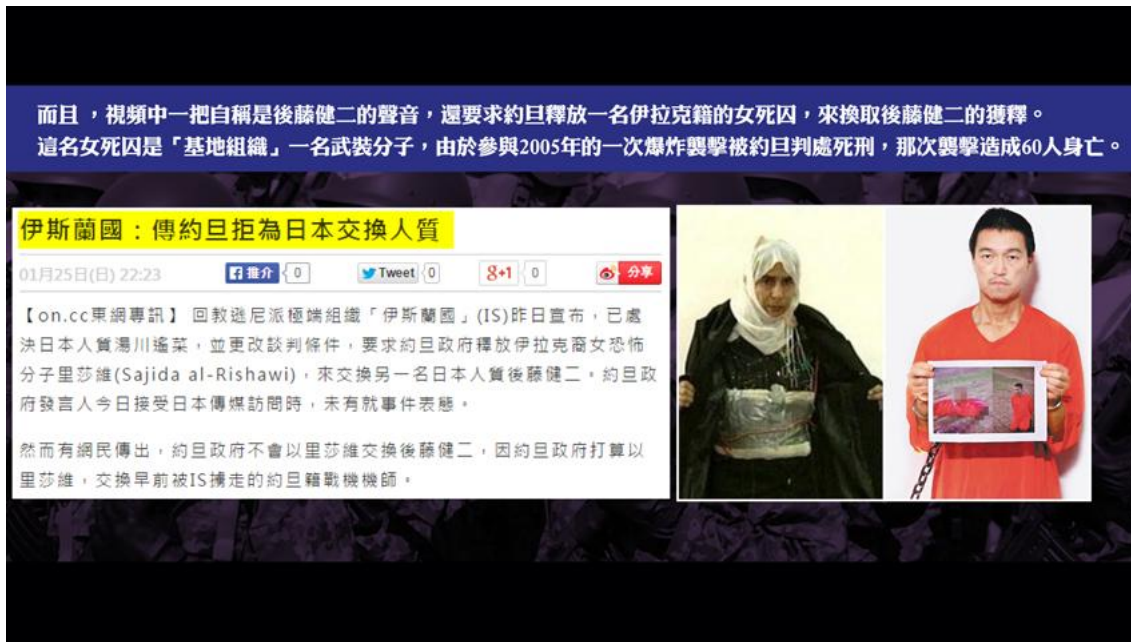 而且，視頻中一把自稱是後藤健二的聲音，還要求約旦釋放一名伊拉克籍的女死囚，來換取後藤健二的獲釋。
這名女死囚是「基地組織」一名武裝分子，由於參與2005年的一次爆炸襲擊被約旦判處死刑，那次襲擊造成60人身亡。
伊斯蘭國：傳約旦拒為日本交換人質
01月25日(日) 22:23 推介 0 Tweet 0 8+1 0 分享
【on.cc東網專訊】 回教遜尼派極端組織「伊斯蘭國」(IS)昨日宣布，已處
決日本人質湯川遙菜，並更改談判條件，要求約旦政府釋放伊拉克裔女恐怖
分子里莎維(Sajida al-Rishawi)，來交換另一名日本人質後藤健二。約旦政
府發言人今日接受日本傳媒訪問時，未有就事件表態。
然而有網民傳出，約旦政府不會以里莎維交換後藤健二，因約旦政府打算以
里莎維，交換早前被IS擄走的約旦籍戰機機師。